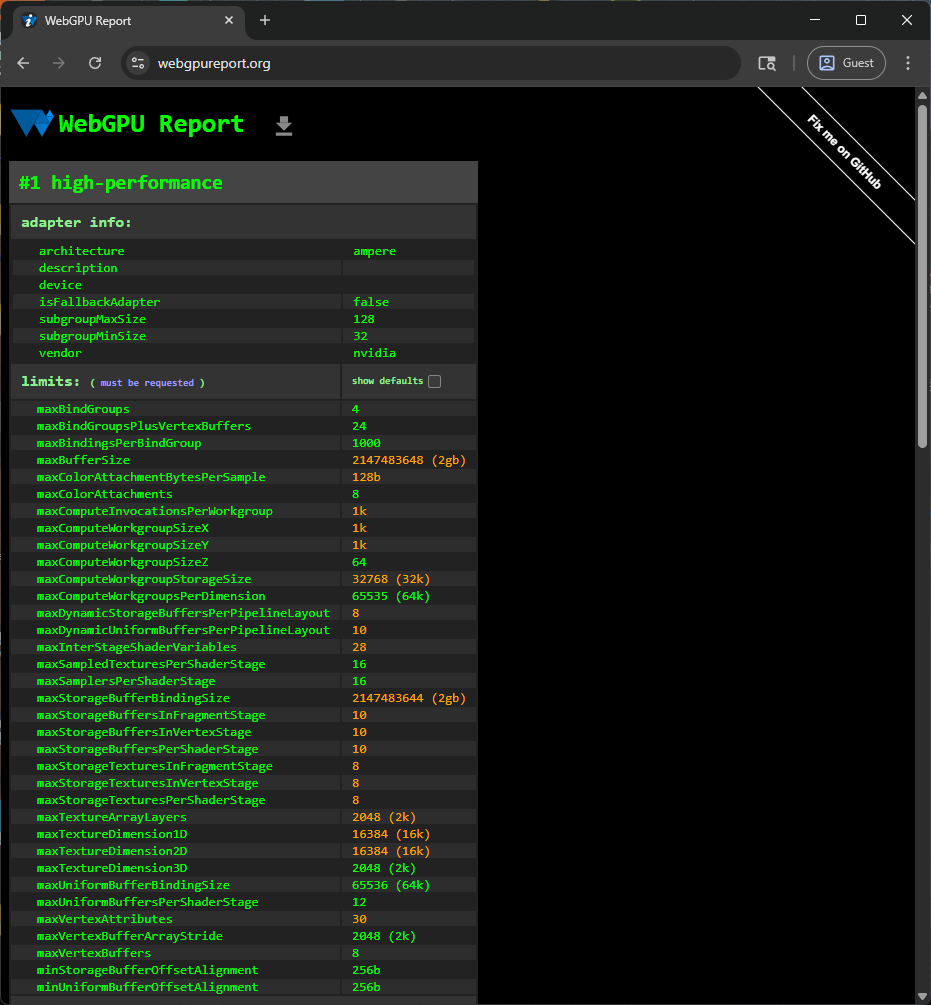 WebGPU Report
webgpureport.org
Guest
WebGPU Report
Fix me on GitHub
#1 high-performance
adapter info:
architecture ampere
description
device
isFallbackAdapter false
subgroupMaxSize 128
subgroupMinSize 32
vendor nvidia
limits: ( must be requested ) show defaults
maxBindGroups 4
maxBindGroupsPlusVertexBuffers 24
maxBindingsPerBindGroup 1000
maxBufferSize 2147483648 (2gb)
maxColorAttachmentBytesPerSample 128b
maxColorAttachments 8
maxComputeInvocationsPerWorkgroup 1k
maxComputeWorkgroupSizeX 1k
maxComputeWorkgroupSizeY 1k
maxComputeWorkgroupSizeZ 64
maxComputeWorkgroupStorageSize 32768 (32k)
maxComputeWorkgroupsPerDimension 65535 (64k)
maxDynamicStorageBuffersPerPipelineLayout 8
maxDynamicUniformBuffersPerPipelineLayout 10
maxInterStageShaderVariables 28
maxSampledTexturesPerShaderStage 16
maxSamplersPerShaderStage 16
maxStorageBufferBindingSize 2147483644 (2gb)
maxStorageBuffersInFragmentStage 10
maxStorageBuffersInVertexStage 10
maxStorageBuffersPerShaderStage 10
maxStorageTexturesInFragmentStage 8
maxStorageTexturesInVertexStage 8
maxStorageTexturesPerShaderStage 8
maxTextureArrayLayers 2048 (2k)
maxTextureDimension1D 16384 (16k)
maxTextureDimension2D 16384 (16k)
maxTextureDimension3D 2048 (2k)
maxUniformBufferBindingSize 65536 (64k)
maxUniformBuffersPerShaderStage 12
maxVertexAttributes 30
maxVertexBufferArrayStride 2048 (2k)
maxVertexBuffers 8
minStorageBufferOffsetAlignment 256b
minUniformBufferOffsetAlignment 256b